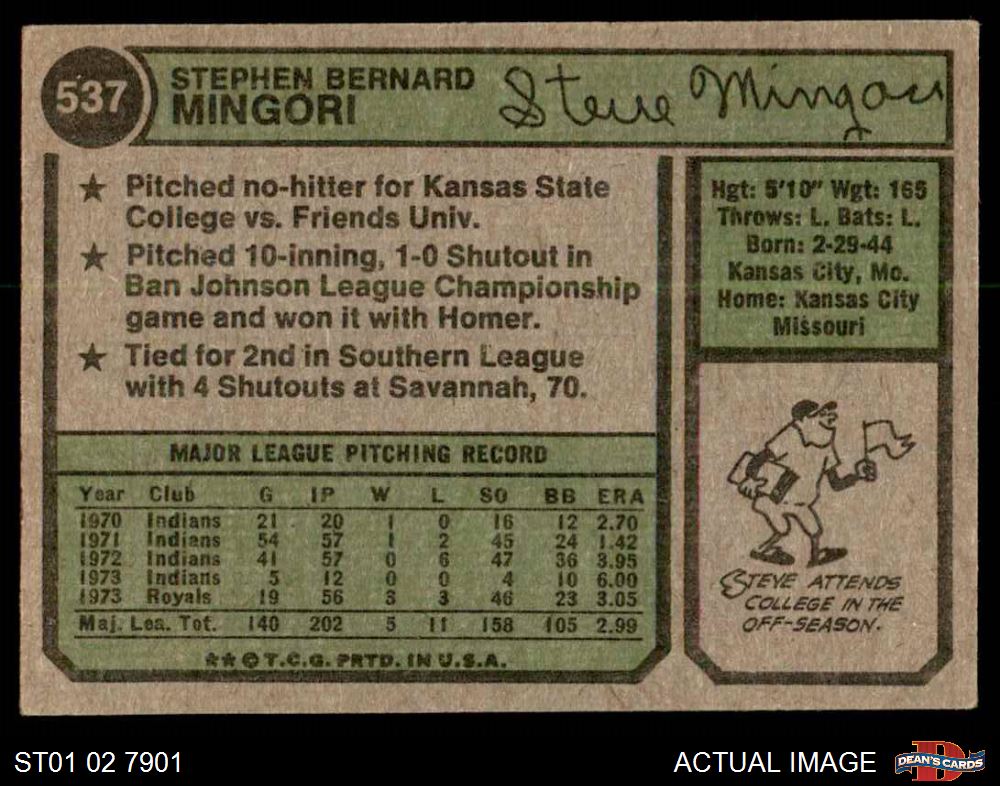 537
STEPHEN BERNARD
MINGORI
Steve Mingori
★ Pitched no-hitter for Kansas State
College vs. Friends Univ.
★ Pitched 10-inning, 1-0 Shutout in
Ban Johnson League Championship
game and won it with Homer.
★ Tied for 2nd in Southern League
with 4 Shutouts at Savannah, 70.
Hgt: 5'10" Wgt: 165
Throws: L. Bats: L.
Born: 2-29-44
Kansas City, Mo.
Home: Kansas City
Missouri
MAJOR LEAGUE PITCHING RECORD
Year Club G IP W L SO BB ERA
1970 Indians 21 20 1 0 16 12 2.70
1971 Indians 54 57 1 2 45 24 1.42
1972 Indians 41 57 0 6 47 36 3.95
1973 Indians 5 12 0 0 4 10 6.00
1973 Royals 19 56 3 3 46 23 3.05
Maj. Lea. Tot. 140 202 5 11 158 105 2.99
★★ © T.C.G. PRTD. IN U.S.A.
STEVE ATTENDS
COLLEGE IN THE
OFF-SEASON.
ST01 02 7901
ACTUAL IMAGE
DEAN'S CARDS